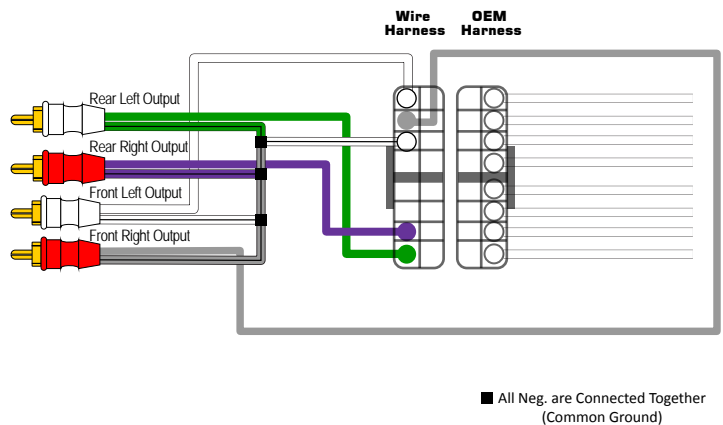 Wire
Harness
OEM
Harness
Rear Left Output
Rear Right Output
Front Left Output
Front Right Output
All Neg. are Connected Together
(Common Ground)